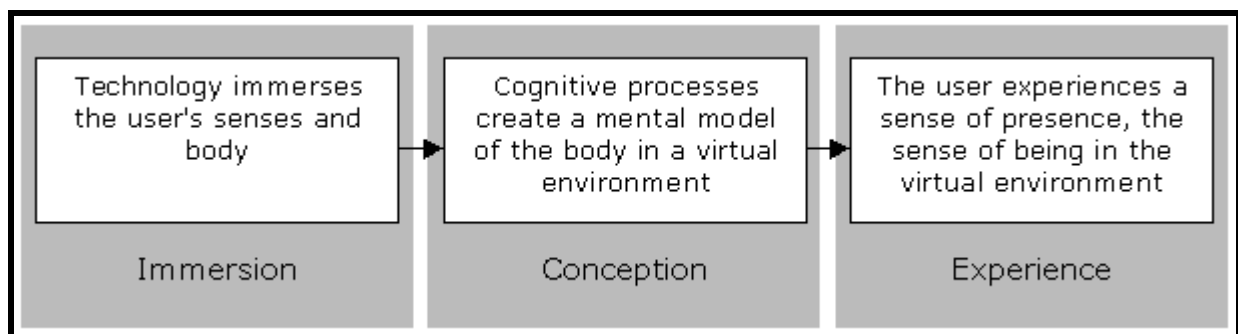 Technology immerses
the user's senses and
body
Immersion
Cognitive processes
create a mental model
of the body in a virtual
environment
Conception
The user experiences a
sense of presence, the
sense of being in the
virtual environment
Experience